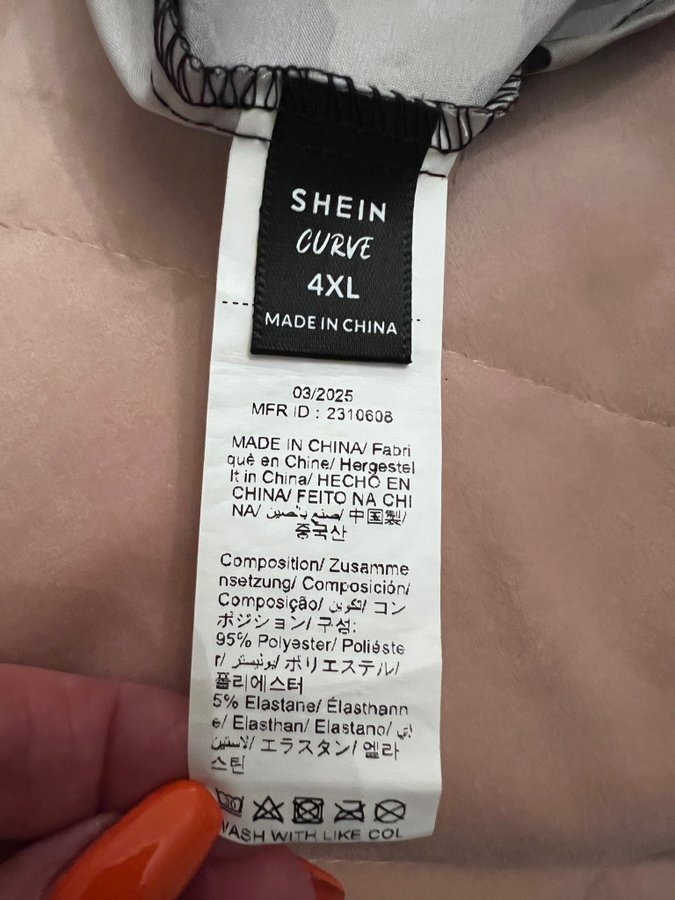 SHEIN
CURVE
4XL
MADE IN CHINA
03/2025
MFR ID : 2310608
MADE IN CHINA/ Fabri
qué en Chine/ Hergestel
lt in China/ HECHO EN
CHINA/ FEITO NA CHI
NA/ صنع بالصين/ 中国製/
중국산
Composition/ Zusamme
nsetzung/ Composición/
Composição/ تكوين/ コン
ポジション/ 구성:
95% Polyester/ Polieste
r/ بوليستر/ ポリエステル/
폴리에스터
5% Elastane/ Élasthann
e/ Elasthan/ Elastano/
エラスタン/ 엘라
스틴
WASH WITH LIKE COL